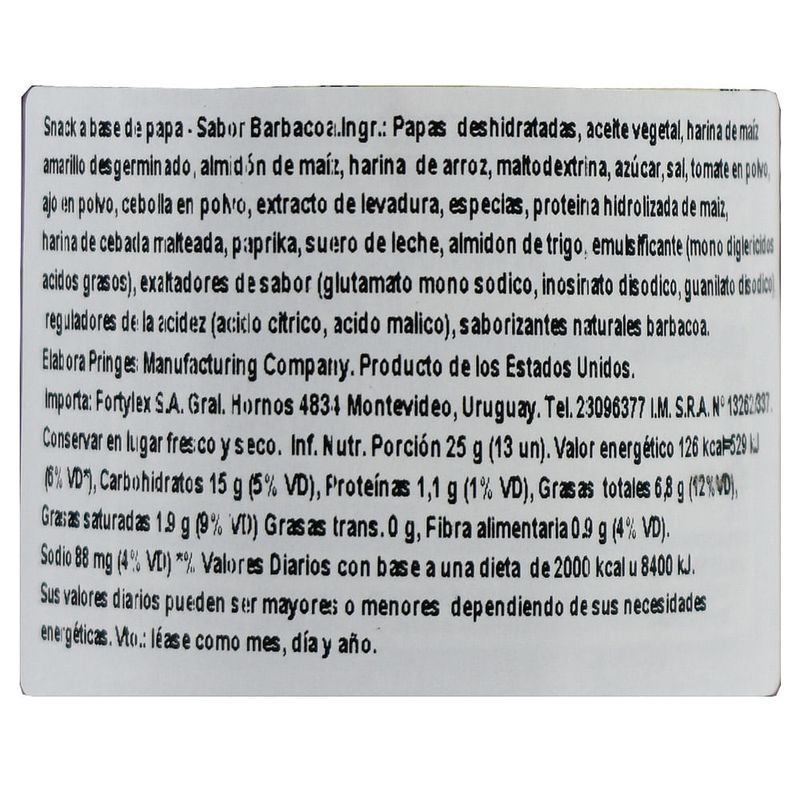 Snack a base de papa - Sabor Barbacoa.Ingr.: Papas deshidratadas, aceite vegetal, harina de maíz
amarillo desgerminado, almidón de maíz, harina de arroz, maltodextrina, azúcar, sal, tomate en polvo,
ajo en polvo, cebolla en polvo, extracto de levadura, especias, proteina hidrolizada de maiz,
harina de cebada malteada, paprika, suero de leche, almidon de trigo, emulsificante (mono digliceridos
acidos grasos), exaltadores de sabor (glutamato mono sodico, inosinato disodico, guanilato disodico)
reguladores de la acidez (acido cítrico, acido malico), saborizantes naturales barbacoa.
Elabora Pringes Manufacturing Company. Producto de los Estados Unidos.
Importa: Fortylex S.A. Gral. Hornos 4834 Montevideo, Uruguay. Tel. 23096377 I.M. S.R.A. N°
Conservar en lugar fresco y seco. Inf. Nutr. Porción 25 g (13 un). Valor energético 126 kcal=529 kJ
(6% VD*), Carbohidratos 15 g (5% VD), Proteínas 1,1 g (1% VD), Grasas totales 6,8 g (12%VD),
Grasas saturadas 1.9 g (9% VD) Grasas trans. 0 g, Fibra alimentaria 0.9 g (4% VD).
Sodio 88 mg (4% VD) *% Valores Diarios con base a una dieta de 2000 kcal u 8400 kJ.
Sus valores diarios pueden ser mayores o menores dependiendo de sus necesidades
energéticas. Vto.: léase como mes, día y año.